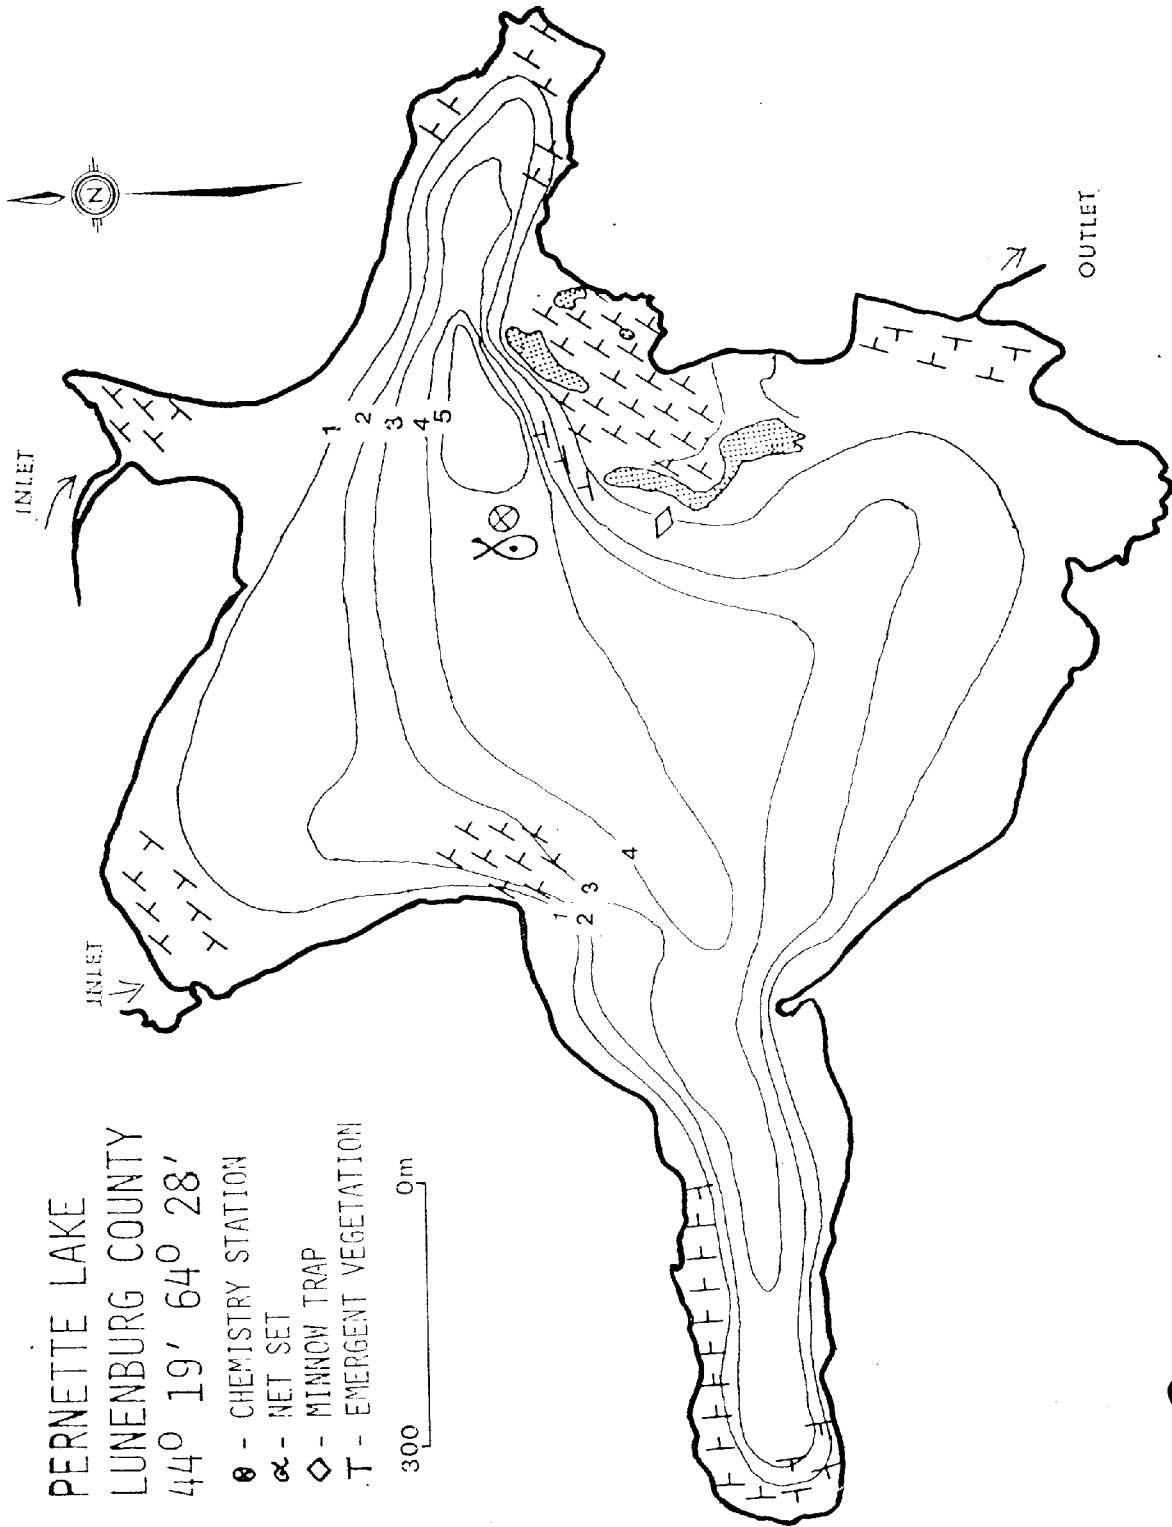 PERNETTE LAKE
LUNENBURG COUNTY
44° 19′ 64° 28′
⊗ - CHEMISTRY STATION
α - NET SET
◇ - MINNOW TRAP
T - EMERGENT VEGETATION
300 0m
INLET
INLET
OUTLET
N
1
2
3
4
5
1
2
3
4